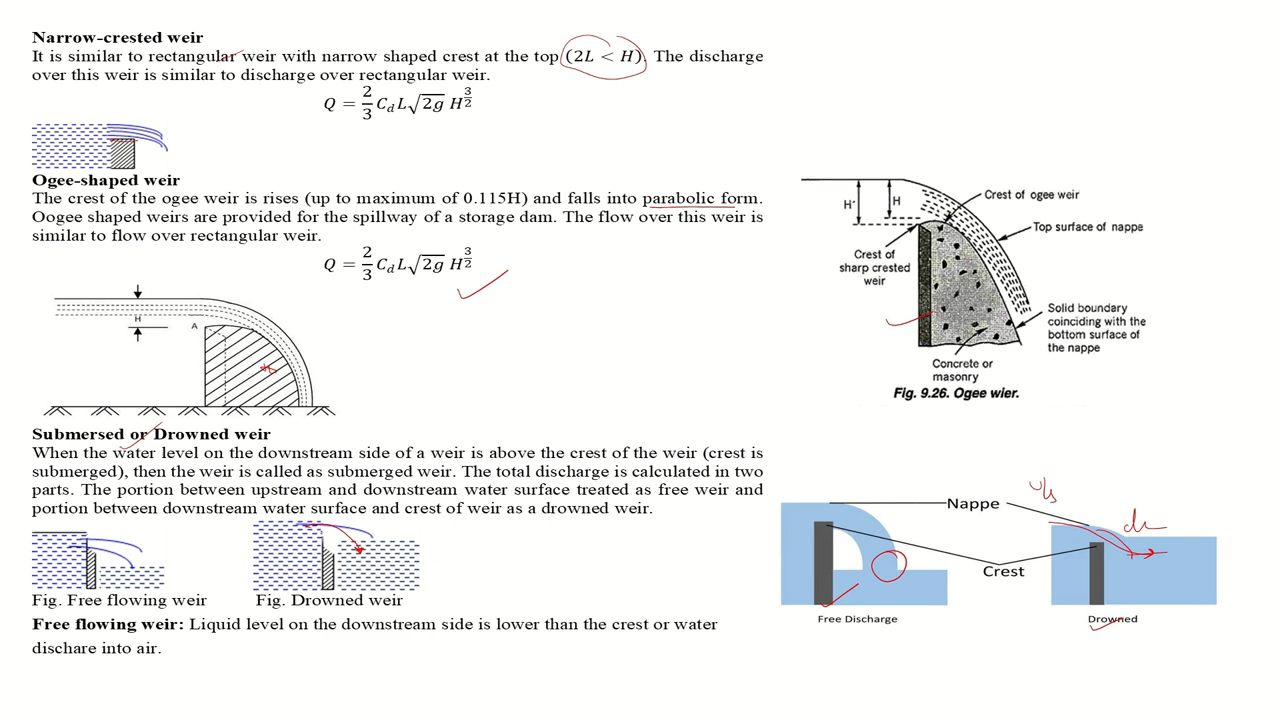 Narrow-crested weir
It is similar to rectangular weir with narrow shaped crest at the top (2L < H). The discharge
over this weir is similar to discharge over rectangular weir.
Q = 2/3 C_d L√2g H^3/2
Ogee-shaped weir
The crest of the ogee weir is rises (up to maximum of 0.115H) and falls into parabolic form.
Oogee shaped weirs are provided for the spillway of a storage dam. The flow over this weir is
similar to flow over rectangular weir.
Q = 2/3 C_d L√2g H^3/2
H
A
Submersed or Drowned weir
When the water level on the downstream side of a weir is above the crest of the weir (crest is
submerged), then the weir is called as submerged weir. The total discharge is calculated in two
parts. The portion between upstream and downstream water surface treated as free weir and
portion between downstream water surface and crest of weir as a drowned weir.
Fig. Free flowing weir
Fig. Drowned weir
Free flowing weir: Liquid level on the downstream side is lower than the crest or water
dischare into air.
H'
H
Crest of ogee weir
Top surface of nappe
Crest of
sharp crested
weir
Solid boundary
coinciding with the
bottom surface of
the nappe
Concrete or
masonry
Fig. 9.26. Ogee wier.
Nappe
u/s
Crest
Free Discharge
Drowned